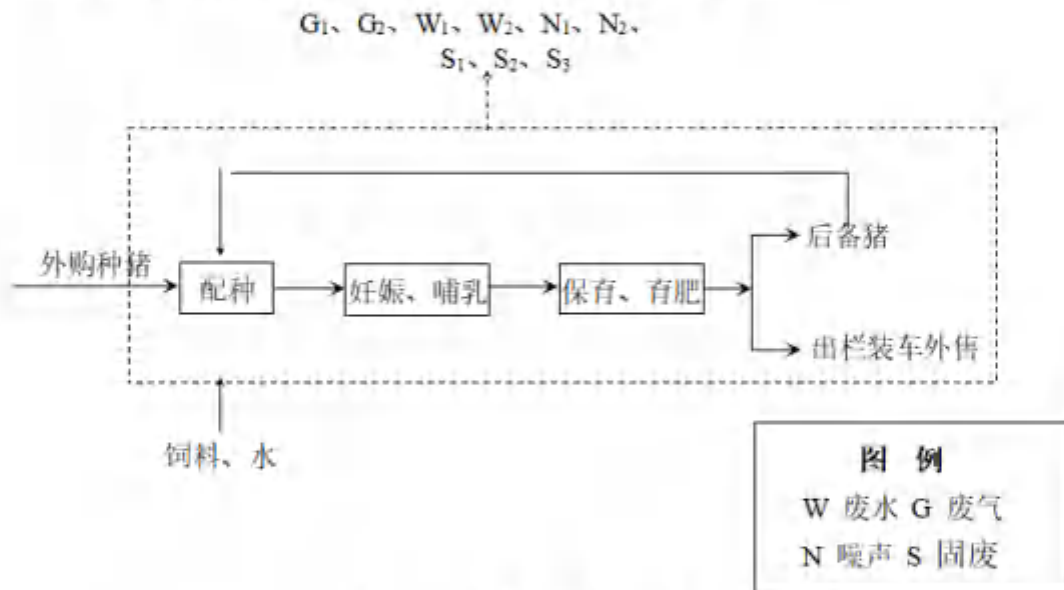 G₁、G₂、W₁、W₂、N₁、N₂、
S₁、S₂、S₃
外购种猪
配种
妊娠、哺乳
保育、育肥
后备猪
出栏装车外售
饲料、水
图 例
W 废水 G 废气
N 噪声 S 固废